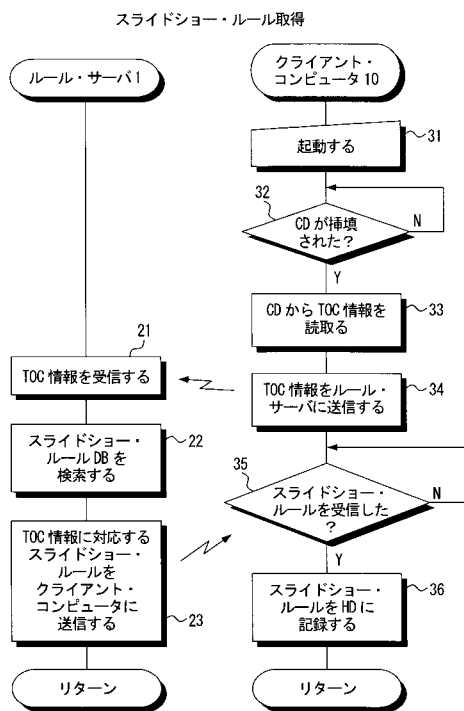 スライドショー・ルール取得
ルール・サーバ1
クライアント・
コンピュータ10
起動する
31
32
CDが挿填
された?
N
Y
CDからTOC情報を
読取る
33
21
TOC情報を受信する
TOC情報をルール・
サーバに送信する
34
スライドショー・
ルールDBを
検索する
22
35
スライドショー・
ルールを受信した
?
N
Y
TOC情報に対応する
スライドショー・
ルールを
クライアント・
コンピュータに
送信する
23
スライドショー・
ルールをHDに
記録する
36
リターン
リターン